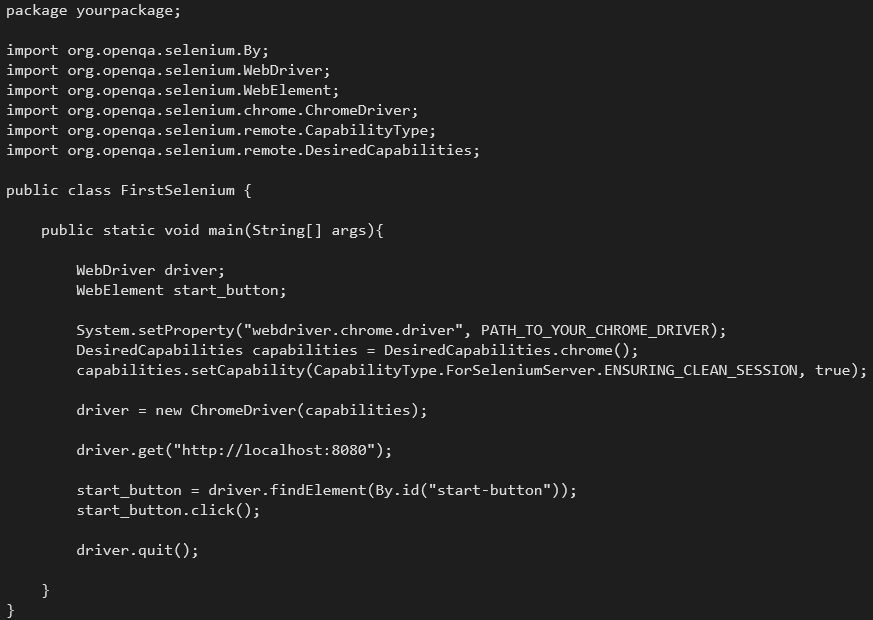 package yourpackage;

import org.openqa.selenium.By;
import org.openqa.selenium.WebDriver;
import org.openqa.selenium.WebElement;
import org.openqa.selenium.chrome.ChromeDriver;
import org.openqa.selenium.remote.CapabilityType;
import org.openqa.selenium.remote.DesiredCapabilities;

public class FirstSelenium {

    public static void main(String[] args){

        WebDriver driver;
        WebElement start_button;

        System.setProperty("webdriver.chrome.driver", PATH_TO_YOUR_CHROME_DRIVER);
        DesiredCapabilities capabilities = DesiredCapabilities.chrome();
        capabilities.setCapability(CapabilityType.ForSeleniumServer.ENSURING_CLEAN_SESSION, true);

        driver = new ChromeDriver(capabilities);

        driver.get("http://localhost:8080");

        start_button = driver.findElement(By.id("start-button"));
        start_button.click();

        driver.quit();

    }
}